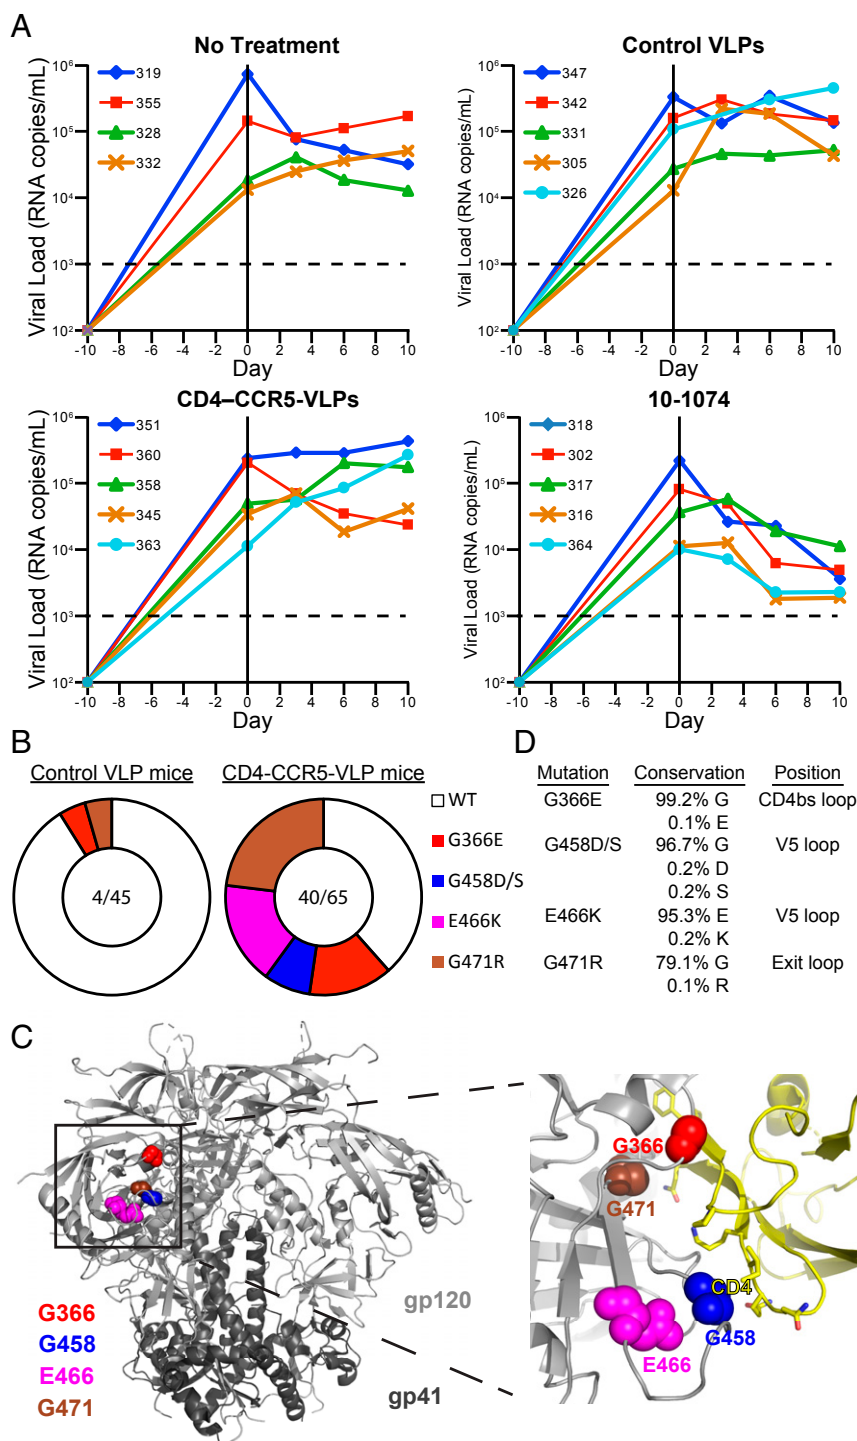 A
No Treatment
Viral Load (RNA copies/mL)
10⁶
10⁵
10⁴
10³
10²
319
355
328
332
-10 -8 -6 -4 -2 0 2 4 6 8 10
Day
Control VLPs
Viral Load (RNA copies/mL)
10⁶
10⁵
10⁴
10³
10²
347
342
331
305
326
-10 -8 -6 -4 -2 0 2 4 6 8 10
Day
CD4–CCR5-VLPs
Viral Load (RNA copies/mL)
10⁶
10⁵
10⁴
10³
10²
351
360
358
345
363
-10 -8 -6 -4 -2 0 2 4 6 8 10
Day
10-1074
Viral Load (RNA copies/mL)
10⁶
10⁵
10⁴
10³
10²
318
302
317
316
364
-10 -8 -6 -4 -2 0 2 4 6 8 10
Day
B
Control VLP mice
4/45
CD4-CCR5-VLP mice
40/65
WT
G366E
G458D/S
E466K
G471R
D
Mutation Conservation Position
G366E 99.2% G CD4bs loop
0.1% E
G458D/S 96.7% G V5 loop
0.2% D
0.2% S
E466K 95.3% E V5 loop
0.2% K
G471R 79.1% G Exit loop
0.1% R
C
G366
G458
E466
G471
gp120
gp41
G366
G471
CD4
G458
E466